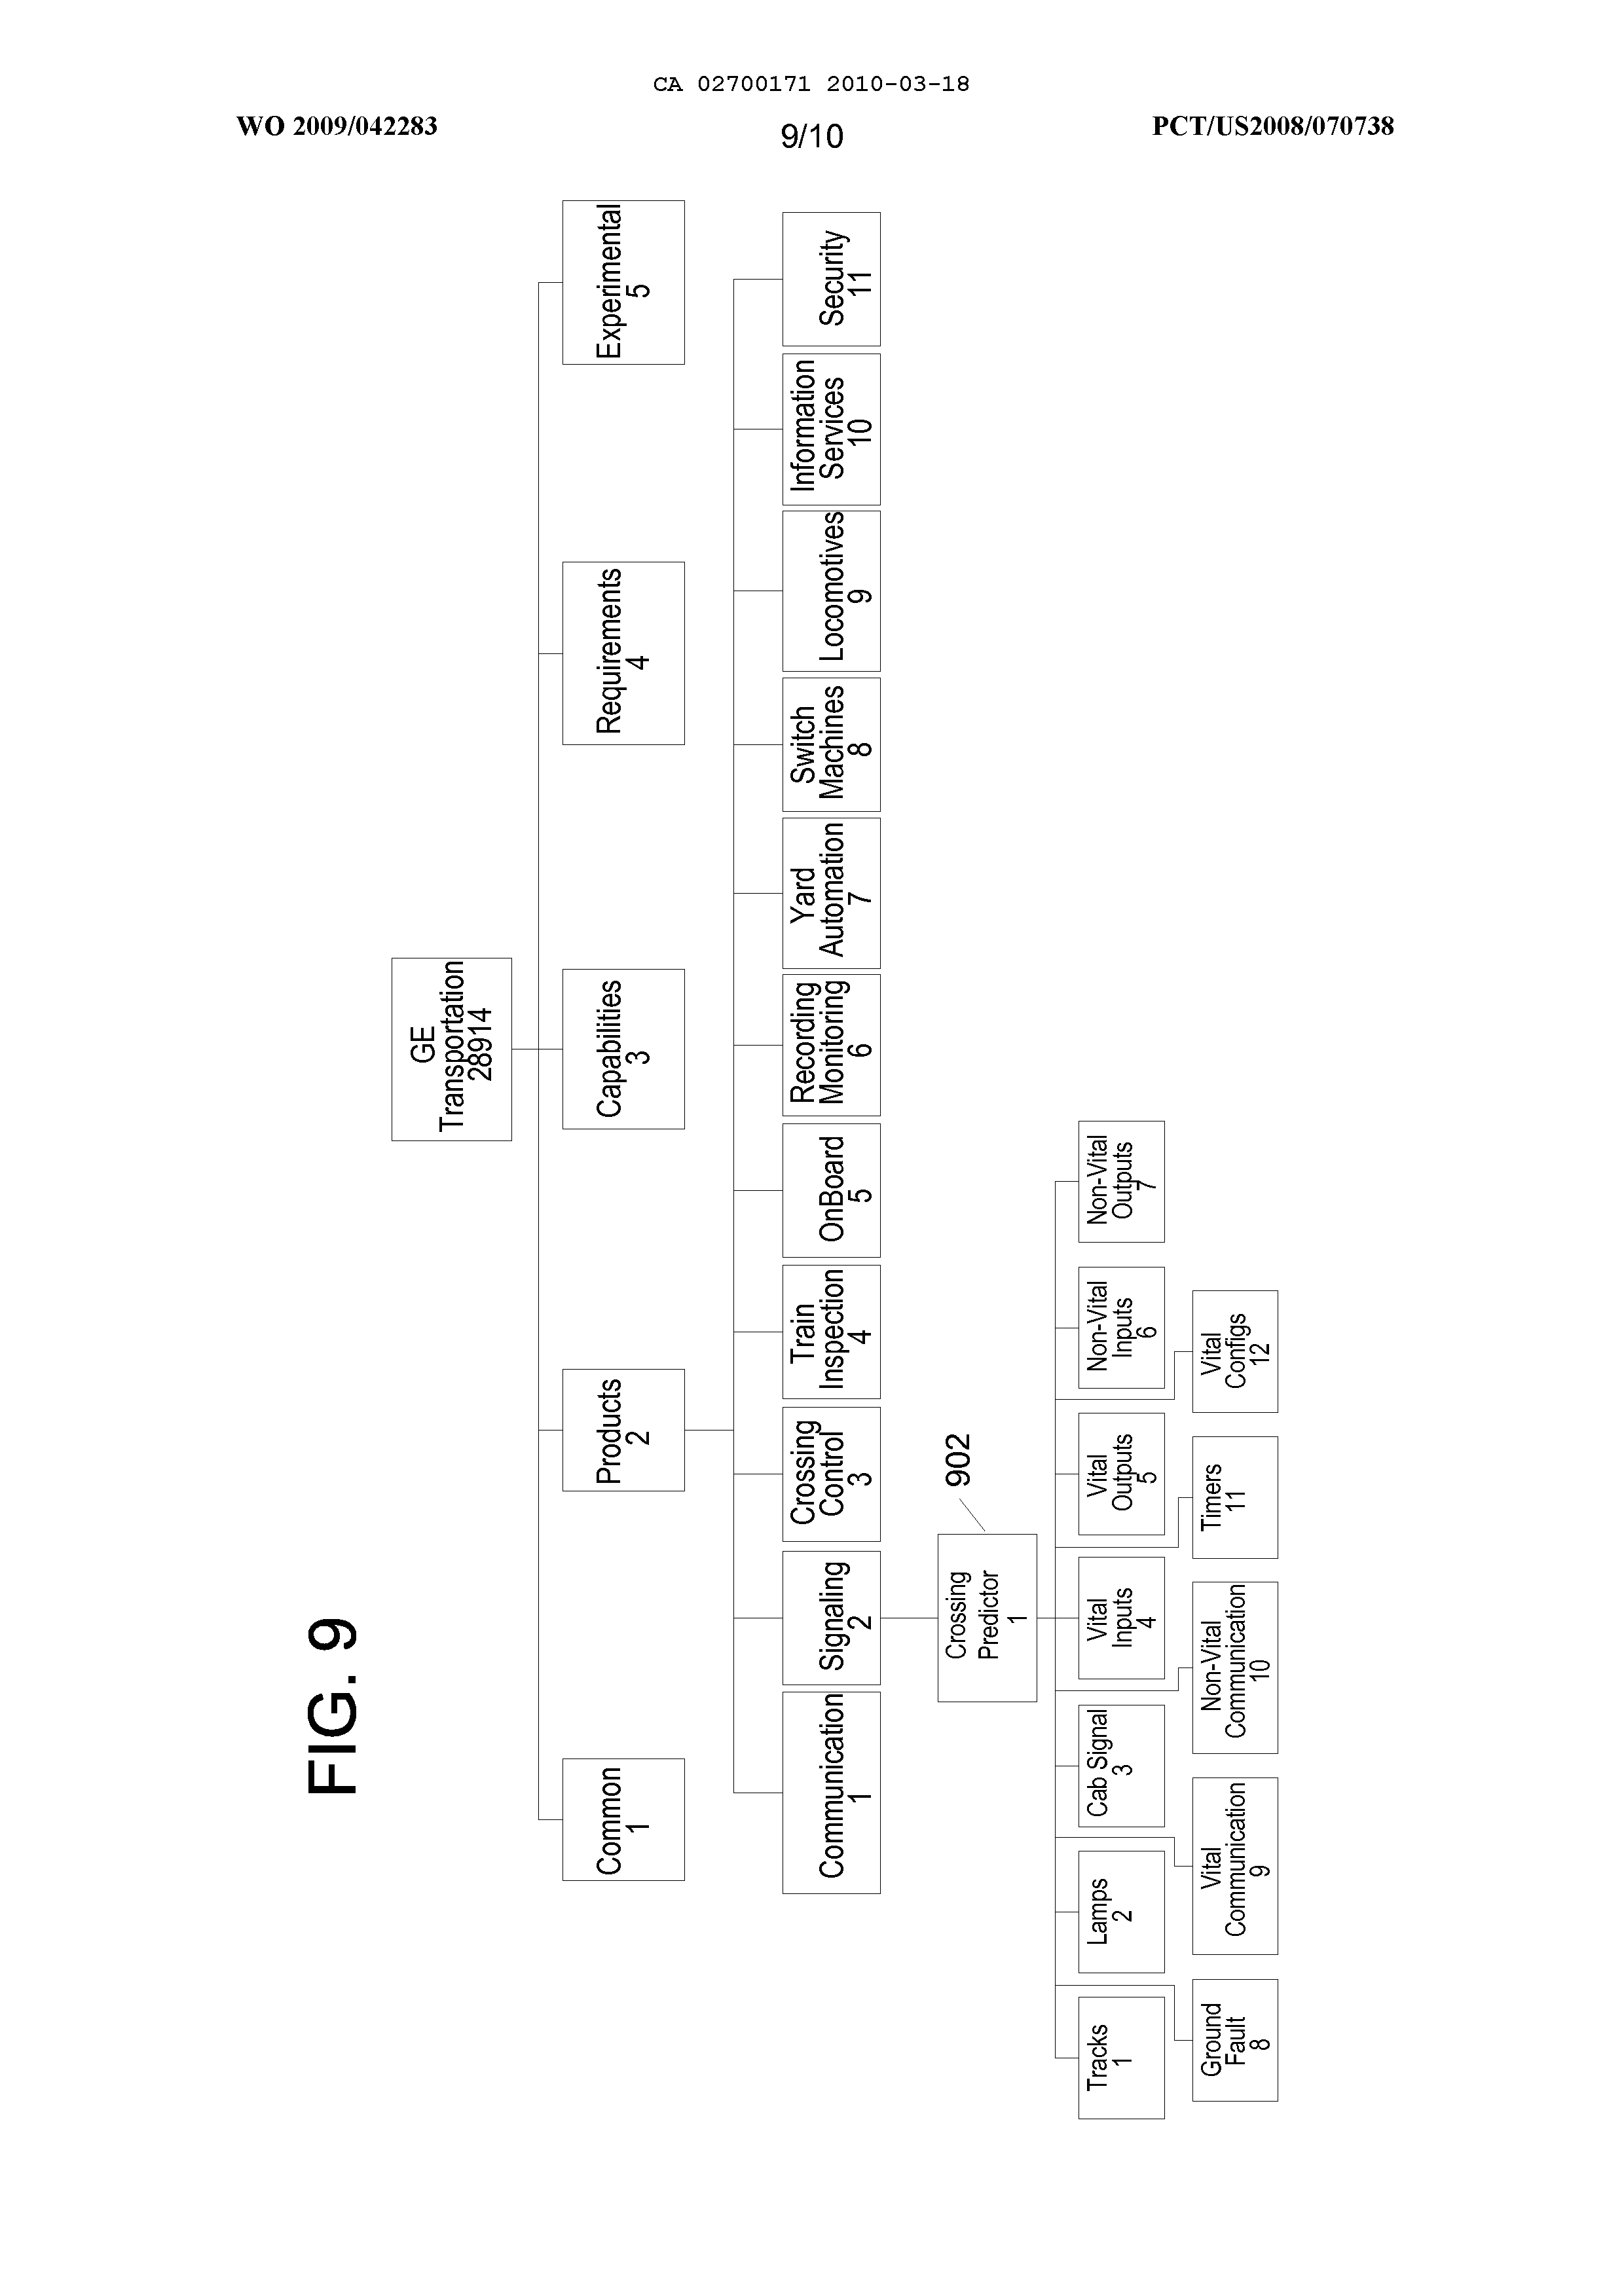 CA 02700171 2010-03-18
WO 2009/042283
9/10
PCT/US2008/070738
FIG. 9
GE
Transportation
28914
Common
1
Products
2
Capabilities
3
Requirements
4
Experimental
5
Communication
1
Signaling
2
Crossing
Control
3
Train
Inspection
4
OnBoard
5
Recording
Monitoring
6
Yard
Automation
7
Switch
Machines
8
Locomotives
9
Information
Services
10
Security
11
902
Crossing
Predictor
1
Tracks
1
Lamps
2
Cab Signal
3
Vital
Inputs
4
Vital
Outputs
5
Non-Vital
Inputs
6
Non-Vital
Outputs
7
Ground
Fault
8
Vital
Communication
9
Non-Vital
Communication
10
Timers
11
Vital
Configs
12